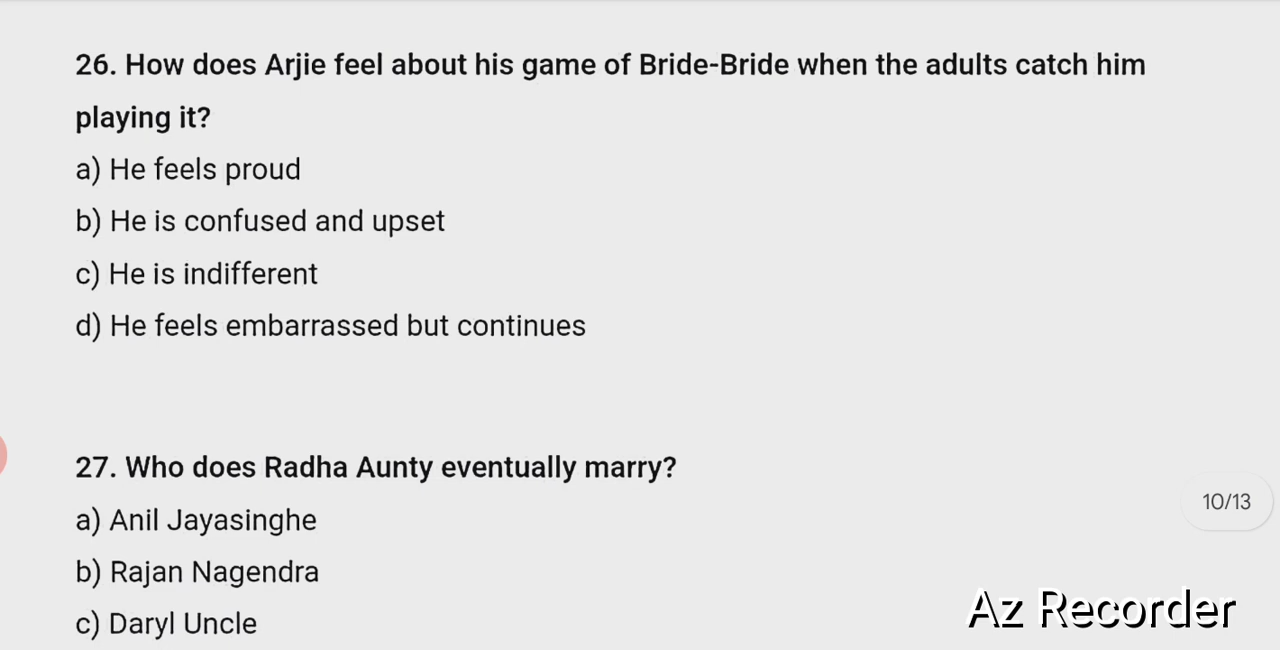 26. How does Arjie feel about his game of Bride-Bride when the adults catch him
playing it?
a) He feels proud
b) He is confused and upset
c) He is indifferent
d) He feels embarrassed but continues
27. Who does Radha Aunty eventually marry?
a) Anil Jayasinghe
10/13
b) Rajan Nagendra
c) Daryl Uncle
Az Recorder